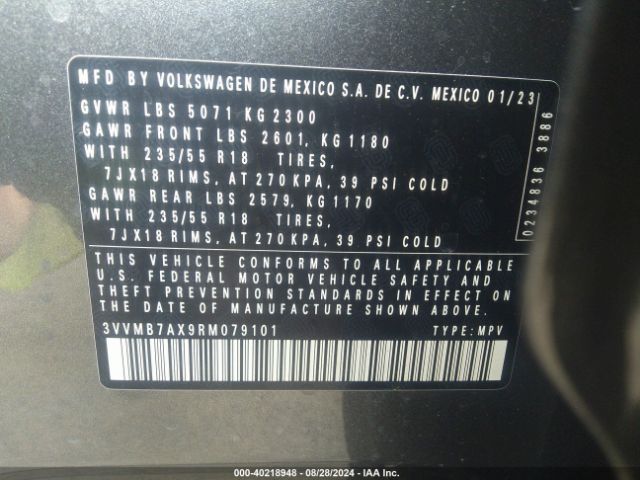 MFD BY VOLKSWAGEN DE MEXICO S.A. DE C.V. MEXICO 01/23
GVWR LBS 5071 KG 2300
GAWR FRONT LBS 2601, KG 1180
WITH 235/55 R18 TIRES,
7JX18 RIMS, AT 270 KPA, 39 PSI COLD
GAWR REAR LBS 2579, KG 1170
WITH 235/55 R18 TIRES,
7JX18 RIMS, AT 270 KPA, 39 PSI COLD
0234836 3886
THIS VEHICLE CONFORMS TO ALL APPLICABLE
U.S. FEDERAL MOTOR VEHICLE SAFETY AND
THEFT PREVENTION STANDARDS IN EFFECT ON
THE DATE OF MANUFACTURE SHOWN ABOVE.
3VVMB7AX9RM079101 TYPE: MPV
000-40218948 - 08/28/2024 - IAA Inc.